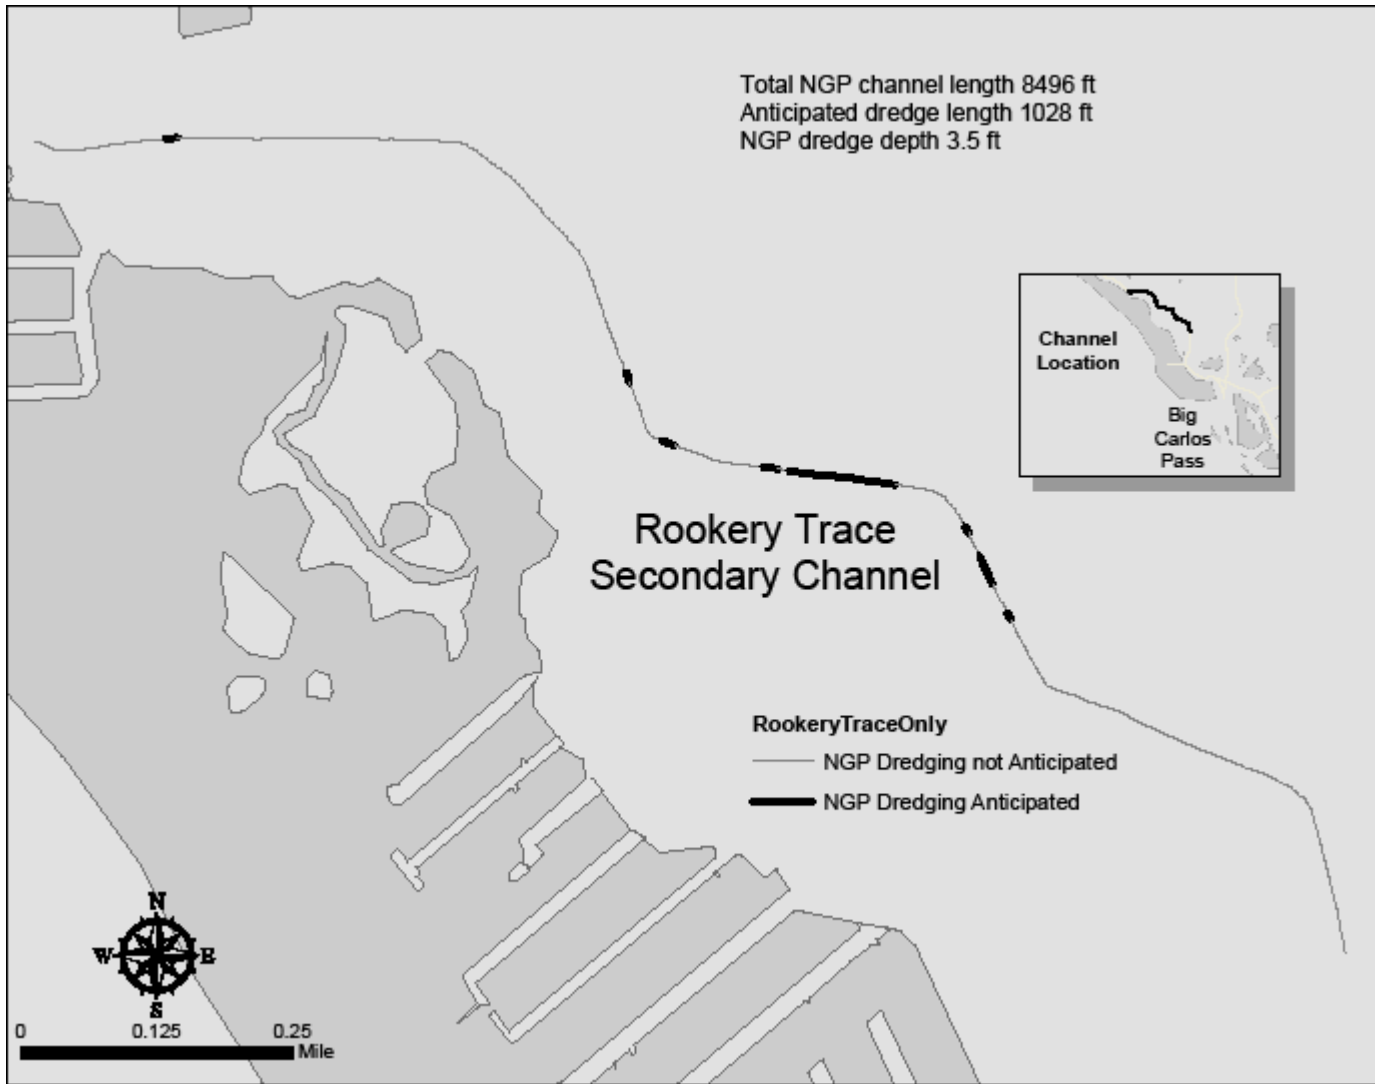 Total NGP channel length 8496 ft
Anticipated dredge length 1028 ft
NGP dredge depth 3.5 ft
Channel
Location
Big
Carlos
Pass
Rookery Trace
Secondary Channel
RookeryTraceOnly
NGP Dredging not Anticipated
NGP Dredging Anticipated
N
W E
S
0 0.125 0.25
Mile